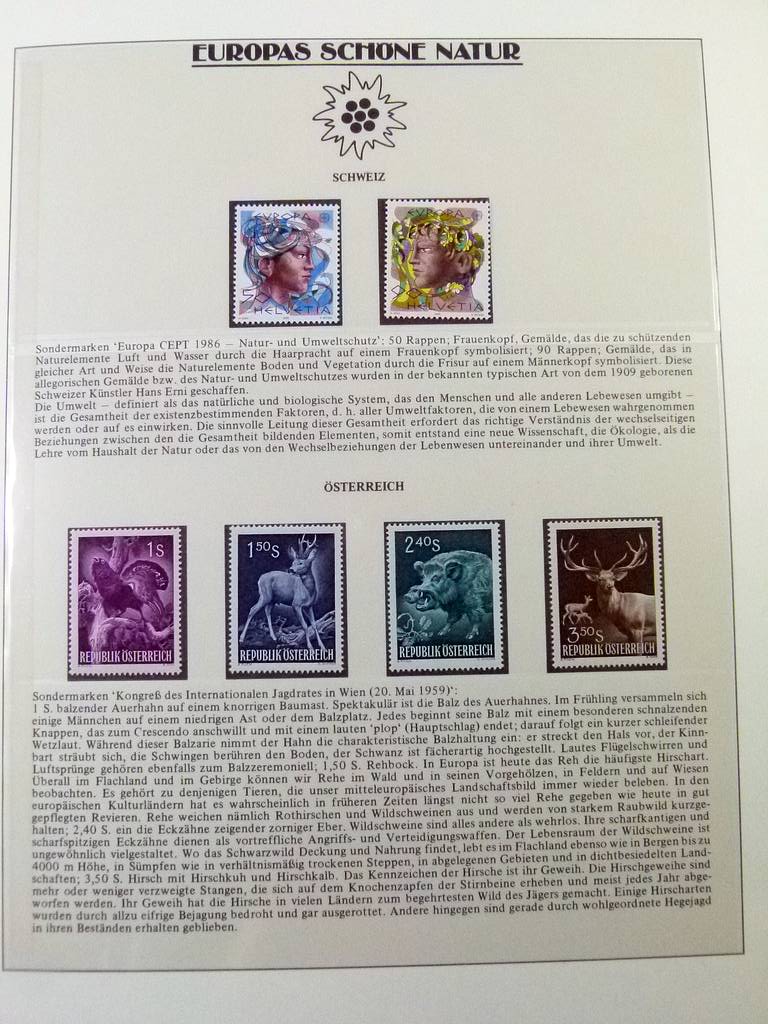 EUROPAS SCHÖNE NATUR
SCHWEIZ
EUROPA
50
HELVETIA
EUROPA
90
HELVETIA
Sondermarken ‘Europa CEPT 1986 – Natur- und Umweltschutz’: 50 Rappen; Frauenkopf, Gemälde, das die zu schützenden
Naturelemente Luft und Wasser durch die Haarpracht auf einem Frauenkopf symbolisiert; 90 Rappen; Gemälde, das in
gleicher Art und Weise die Naturelemente Boden und Vegetation durch die Frisur auf einem Männerkopf symbolisiert. Diese
allegorischen Gemälde bzw. des Natur- und Umweltschutzes wurden in der bekannten typischen Art von dem 1909 geborenen
Schweizer Künstler Hans Erni geschaffen.
Die Umwelt – definiert als das natürliche und biologische System, das den Menschen und alle anderen Lebewesen umgibt –
ist die Gesamtheit der existenzbestimmenden Faktoren, d. h. aller Umweltfaktoren, die von einem Lebewesen wahrgenommen
werden oder auf es einwirken. Die sinnvolle Leitung dieser Gesamtheit erfordert das richtige Verständnis der wechselseitigen
Beziehungen zwischen den die Gesamtheit bildenden Elementen, somit entstand eine neue Wissenschaft, die Ökologie, als die
Lehre vom Haushalt der Natur oder das von den Wechselbeziehungen der Lebenwesen untereinander und ihrer Umwelt.
ÖSTERREICH
1S
REPUBLIK ÖSTERREICH
1⁵⁰S
REPUBLIK ÖSTERREICH
2⁴⁰S
REPUBLIK ÖSTERREICH
3⁵⁰S
REPUBLIK ÖSTERREICH
Sondermarken ‘Kongreß des Internationalen Jagdrates in Wien (20. Mai 1959)‘:
1 S. balzender Auerhahn auf einem knorrigen Baumast. Spektakulär ist die Balz des Auerhahnes. Im Frühling versammeln sich
einige Männchen auf einem niedrigen Ast oder dem Balzplatz. Jedes beginnt seine Balz mit einem besonderen schnalzenden
Knappen, das zum Crescendo anschwillt und mit einem lauten ‘plop‘ (Hauptschlag) endet; darauf folgt ein kurzer schleifender
Wetzlaut. Während dieser Balzarie nimmt der Hahn die charakteristische Balzhaltung ein: er streckt den Hals vor, der Kinn-
bart sträubt sich, die Schwingen berühren den Boden, der Schwanz ist fächerartig hochgestellt. Lautes Flügelschwirren und
Luftsprünge gehören ebenfalls zum Balzzeremoniell; 1,50 S. Rehbock. In Europa ist heute das Reh die häufigste Hirschart.
Überall im Flachland und im Gebirge können wir Rehe im Wald und in seinen Vorgehölzen, in Feldern und auf Wiesen
beobachten. Es gehört zu denjenigen Tieren, die unser mitteleuropäisches Landschaftsbild immer wieder beleben. In den
europäischen Kulturländern hat es wahrscheinlich in früheren Zeiten längst nicht so viel Rehe gegeben wie heute in gut
gepflegten Revieren. Rehe weichen nämlich Rothirschen und Wildschweinen aus und werden von starkem Raubwild kurzge-
halten; 2,40 S. ein die Eckzähne zeigender zorniger Eber. Wildschweine sind alles andere als wehrlos. Ihre scharfkantigen und
scharfspitzigen Eckzähne dienen als vortreffliche Angriffs- und Verteidigungswaffen. Der Lebensraum der Wildschweine ist
ungewöhnlich vielgestaltet. Wo das Schwarzwild Deckung und Nahrung findet, lebt es im Flachland ebenso wie in Bergen bis zu
4000 m Höhe, in Sümpfen wie in verhältnismäßig trockenen Steppen, in abgelegenen Gebieten und in dichtbesiedelten Land-
schaften; 3,50 S. Hirsch mit Hirschkuh und Hirschkalb. Das Kennzeichen der Hirsche ist ihr Geweih. Die Hirschgeweihe sind
mehr oder weniger verzweigte Stangen, die sich auf dem Knochenzapfen der Stirnbeine erheben und meist jedes Jahr abge-
worfen werden. Ihr Geweih hat die Hirsche in vielen Ländern zum begehrtesten Wild des Jägers gemacht. Einige Hirscharten
wurden durch allzu eifrige Bejagung bedroht und gar ausgerottet. Andere hingegen sind gerade durch wohlgeordnete Hegejagd
in ihren Beständen erhalten geblieben.